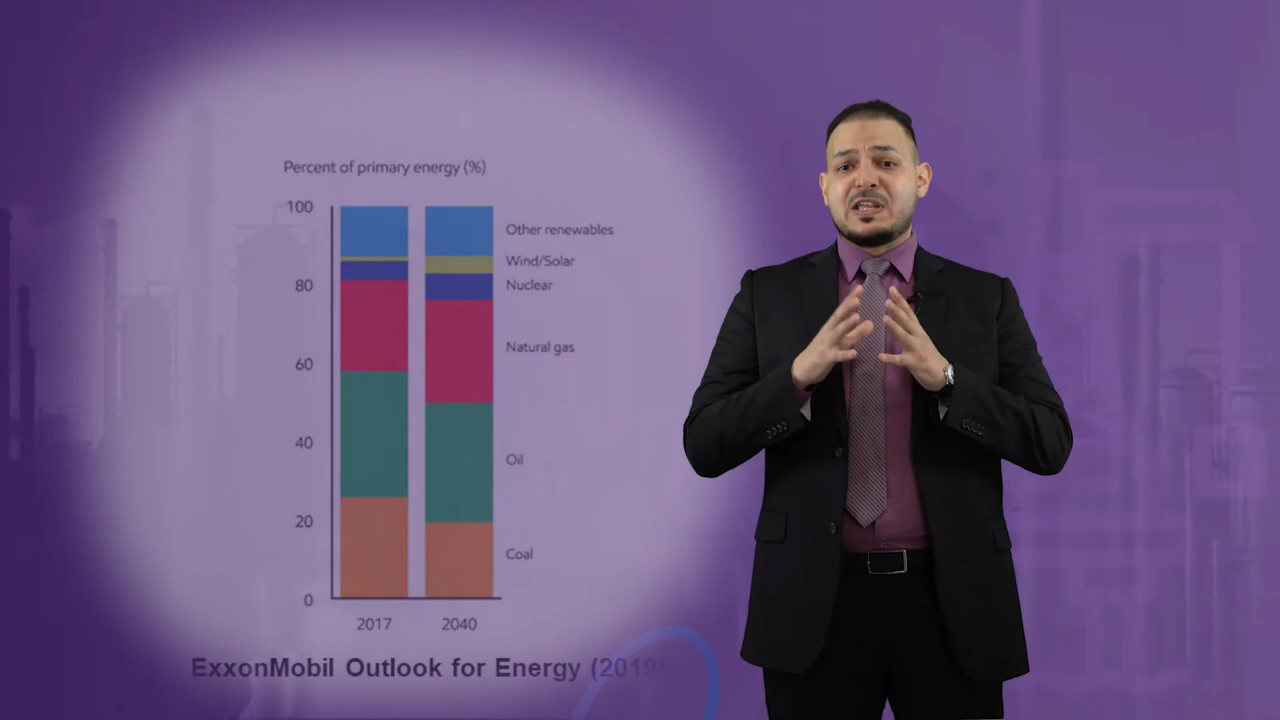 Percent of primary energy (%)
100
80
60
40
20
0
Other renewables
Wind/Solar
Nuclear
Natural gas
Oil
Coal
2017
2040
ExxonMobil Outlook for Energy (2019)